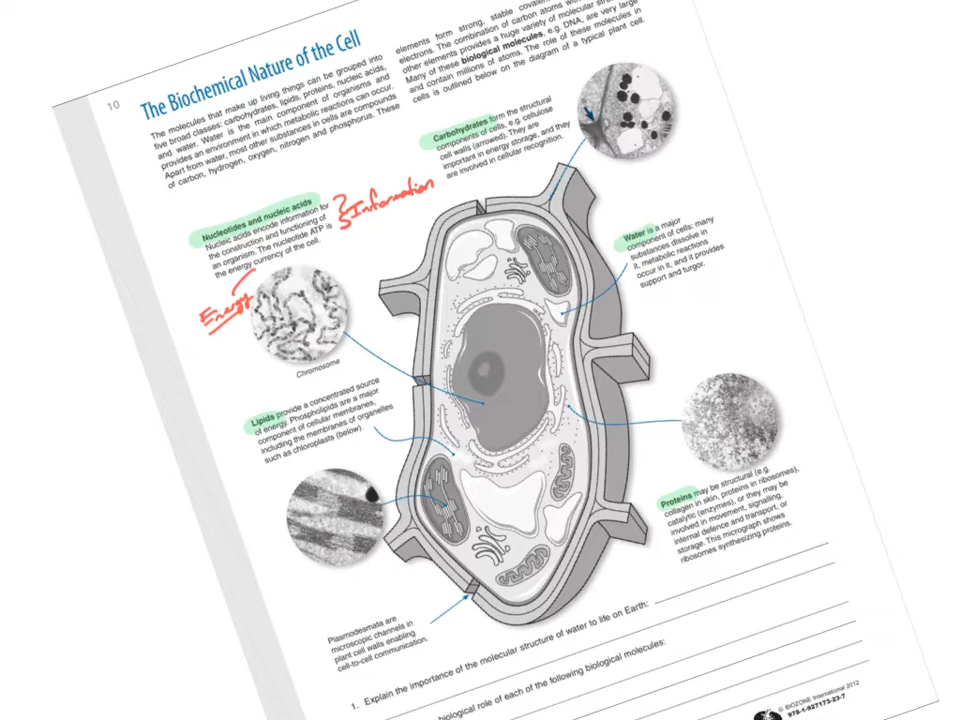 10
The Biochemical Nature of the Cell
The molecules that make up living things can be grouped into
five broad classes: carbohydrates, lipids, proteins, nucleic acids,
and water. Water is the main component of organisms and
provides an environment in which metabolic reactions can occur.
Apart from water, most other substances in cells are compounds
of carbon, hydrogen, oxygen, nitrogen and phosphorus. These
elements form strong, stable
electrons. The combination of carbon atoms with
other elements provides a huge variety of molecular
Many of these biological molecules, e.g. DNA, are very large
and contain millions of atoms. The role of these molecules in
cells is outlined below on the diagram of a typical plant cell.
Carbohydrates form the structural
components of cells, e.g. cellulose
cell walls (arrowed). They are
important in energy storage, and they
are involved in cellular recognition.
Nucleotides and nucleic acids
Nucleic acids encode information for
the construction and functioning of
an organism. The nucleotide ATP is
the energy currency of the cell.
Information
Energy
Chromosome
Water is a major
component of cells: many
substances dissolve in
it, metabolic reactions
occur in it, and it provides
support and turgor.
Lipids provide a concentrated source
of energy. Phospholipids are a major
component of cellular membranes,
including the membranes of organelles
such as chloroplasts (below).
Proteins may be structural (e.g.
collagen in skin, proteins in ribosomes),
catalytic (enzymes), or they may be
involved in movement, signalling,
internal defence and transport, or
storage. This micrograph shows
ribosomes synthesizing proteins.
Plasmodesmata are
microscopic channels in
plant cell walls enabling
cell-to-cell communication.
1. Explain the importance of the molecular structure of water to life on Earth:
biological role of each of the following biological molecules:
© BIOZONE International 2012
978-1-927173-23-7